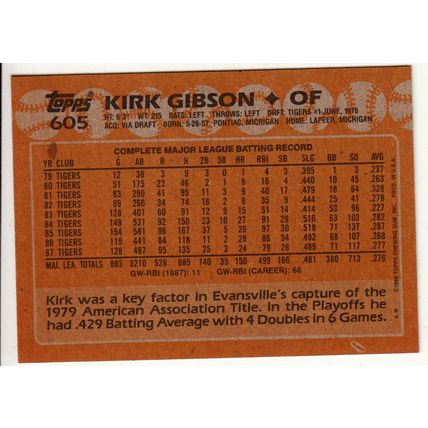 Topps
605
KIRK GIBSON ✦ OF
HT: 6'3" WT: 215 BATS: LEFT THROWS: LEFT DRFT: TIGERS #1-JUNE, 1978
ACQ: VIA DRAFT BORN: 5-28-57, PONTIAC, MICHIGAN HOME: LAPEER, MICHIGAN
COMPLETE MAJOR LEAGUE BATTING RECORD
YR CLUB G AB R H 2B 3B HR RBI SB SLG BB SO AVG
79 TIGERS 12 38 3 9 3 0 1 4 3 .395 1 3 .237
80 TIGERS 51 175 23 46 2 1 9 16 4 .440 10 45 .263
81 TIGERS 83 290 41 95 11 3 9 40 17 .479 18 64 .328
82 TIGERS 69 266 34 74 16 2 8 35 9 .444 25 41 .278
83 TIGERS 128 401 60 91 12 9 15 51 14 .414 53 96 .227
84 TIGERS 149 531 92 150 23 10 27 91 29 .516 63 103 .282
85 TIGERS 154 581 96 167 37 5 29 97 30 .518 71 137 .287
86 TIGERS 119 441 84 118 11 2 28 86 34 .492 68 107 .268
87 TIGERS 128 487 95 135 25 3 24 79 26 .489 71 117 .277
MAJ. LEA. TOTALS 893 3210 528 885 140 35 150 499 166 .481 380 713 .276
GW-RBI (1987): 11 GW-RBI (CAREER): 66
Kirk was a key factor in Evansville's capture of the
1979 American Association Title. In the Playoffs he
had .429 Batting Average with 4 Doubles in 6 Games.
A* © 1988 TOPPS CHEWING GUM, INC. PRTD. IN U.S.A.